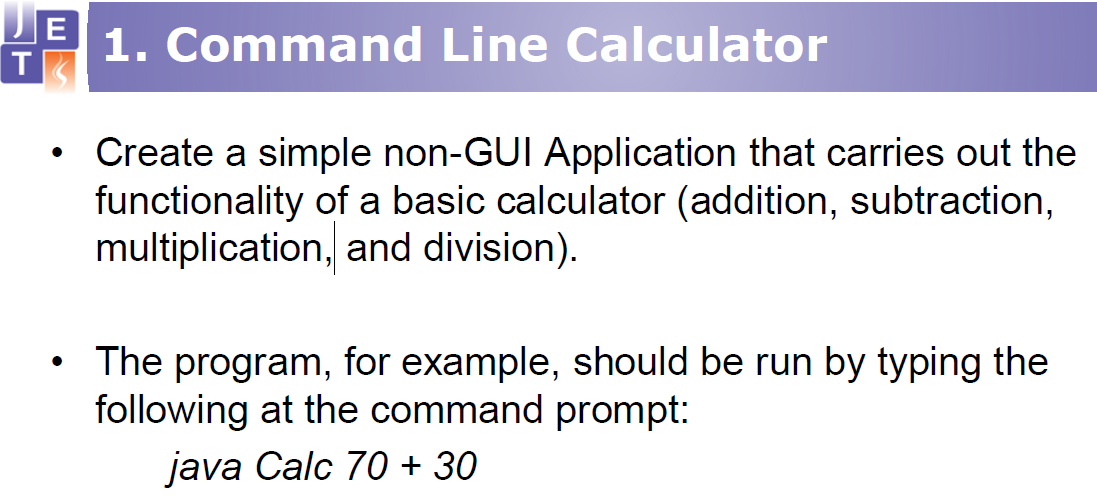 J E
T
1. Command Line Calculator
• Create a simple non-GUI Application that carries out the
functionality of a basic calculator (addition, subtraction,
multiplication, and division).
• The program, for example, should be run by typing the
following at the command prompt:
java Calc 70 + 30